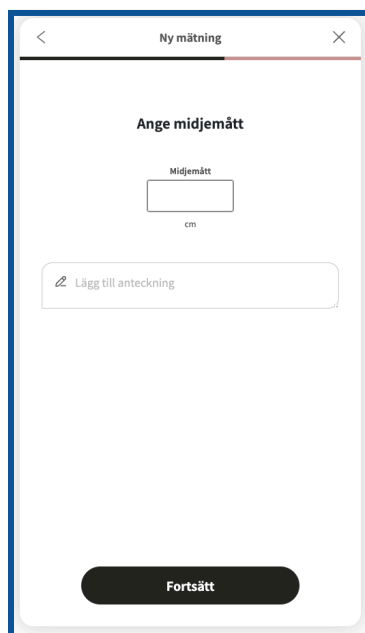 Ny mätning
Ange midjemått
Midjemått
cm
Lägg till anteckning
Fortsätt